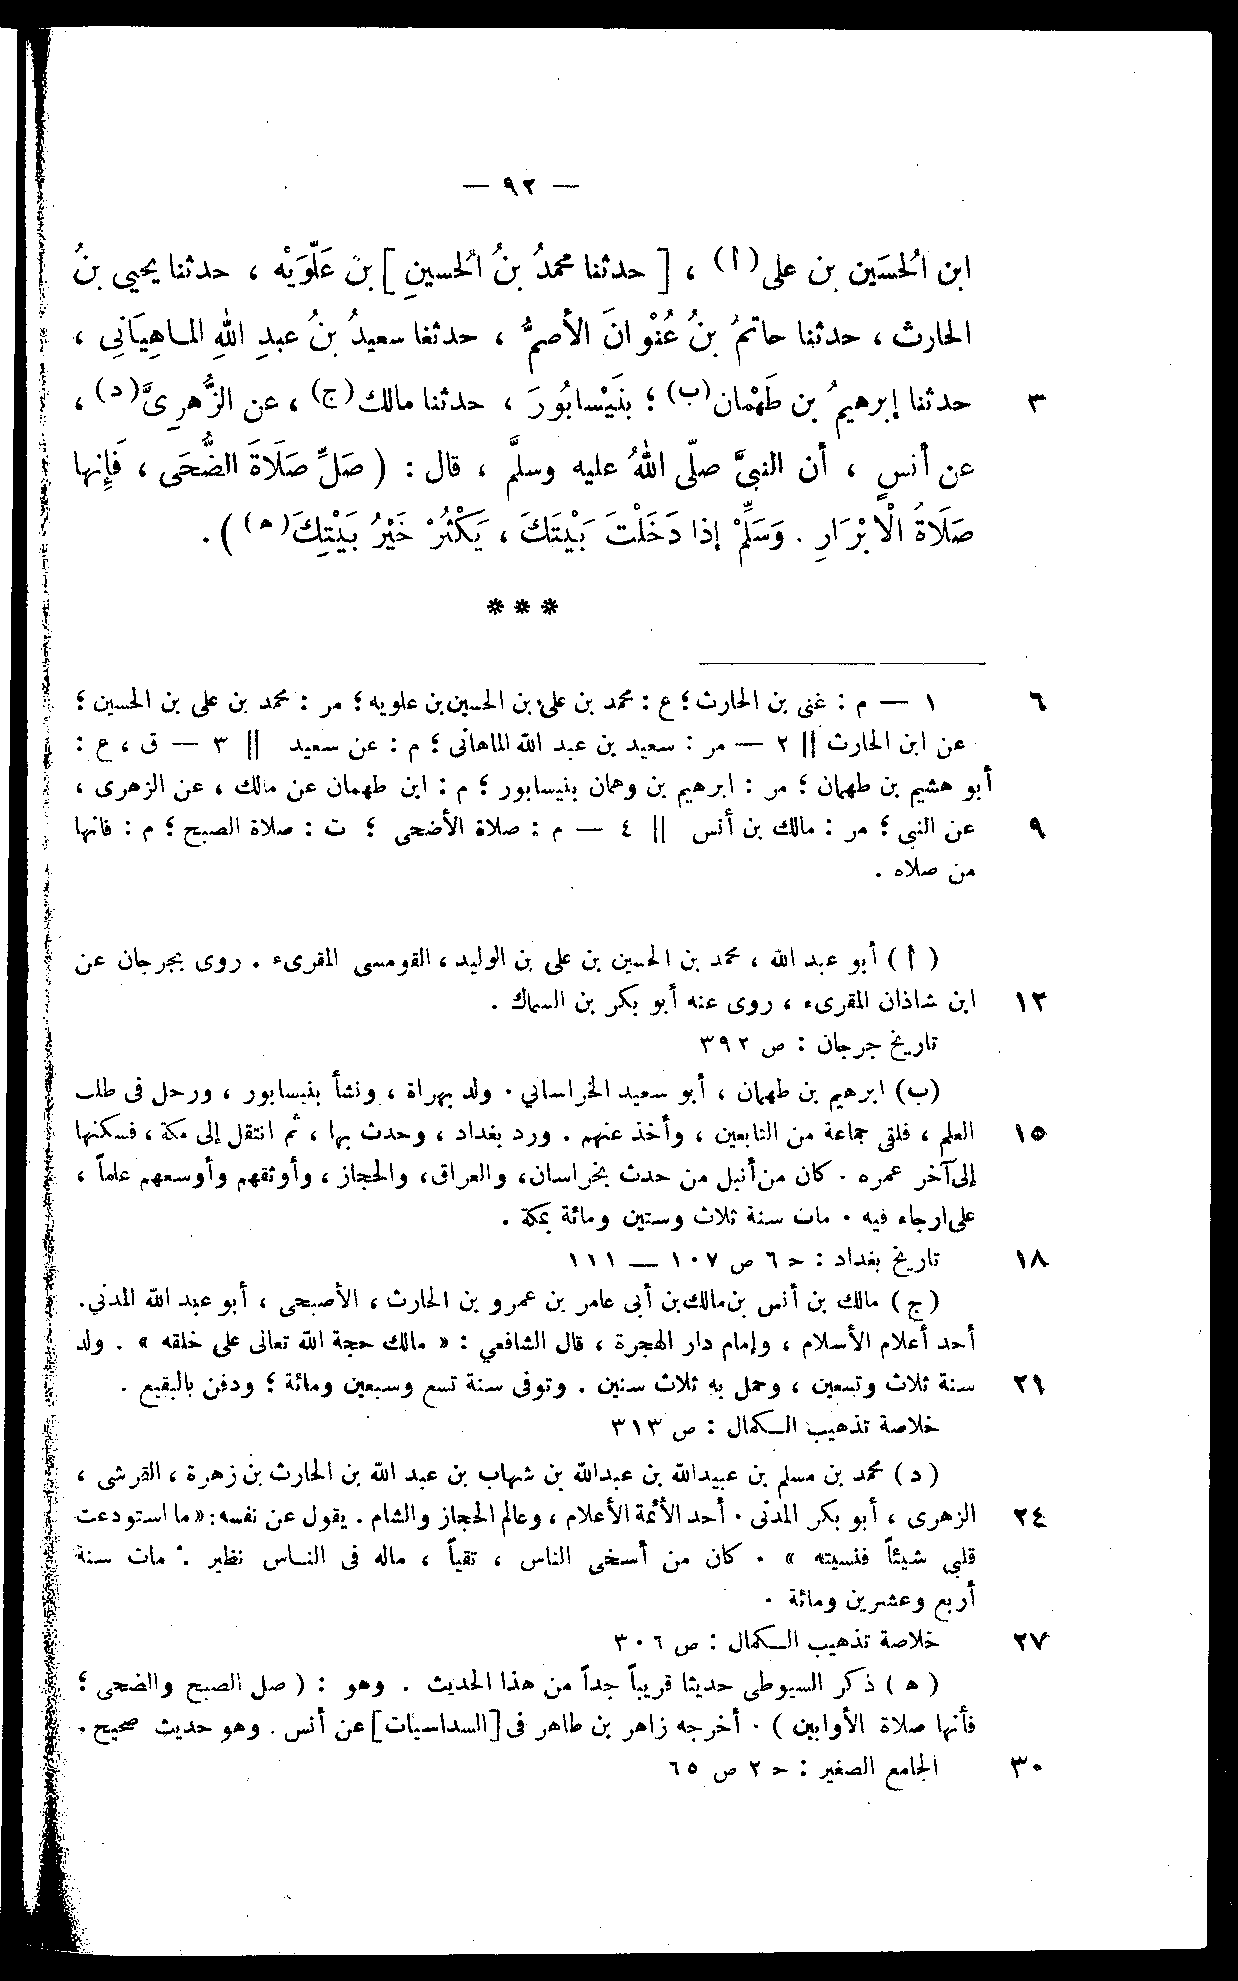 — ٩٢ —
ابن الْحُسَين بن على(أ) ، [ حدثنا محمدُ بنُ الْحُسينِ ] بن عَلَّوَيْه ، حدثنا يحيى بنُ
الحارث ، حدثنا حاتمُ بنُ عُنْوانَ الأصمُّ ، حدثنا سعيدُ بنُ عبدِ اللهِ الماهِيَانِي ،
٣ حدثنا إبرهيمُ بن طَهْمان(ب) ؛ بِنَيْسابُورَ ، حدثنا مالك(ج) ، عن الزُّهرِىِّ(د) ،
عن أنسٍ ، أن النبيَّ صلّى اللهُ عليه وسلَّم ، قال : ( صَلِّ صَلَاةَ الضُّحَى ، فَإِنها
صَلَاةُ الْأَبْرَارِ . وَسَلِّمْ إذا دَخَلْتَ بَيْتَكَ ، يَكْثُرْ خَيْرُ بَيْتِكَ(ه) ) .
* * *
٦ ١ — م : غنى بن الحارث ؛ ع : محمد بن على بن الحسين بن علويه ؛ مر : محمد بن على بن الحسين ؛
عن ابن الحارث || ٢ — مر : سعيد بن عبد الله الماهانى ؛ م : عن سعيد || ٣ — ق ، ع :
أبو هشيم بن طهمان ؛ مر : ابرهيم بن وهمان بنيسابور ؛ م : ابن طهمان عن مالك ، عن الزهرى ،
٩ عن النبى ؛ مر : مالك بن أنس || ٤ — م : صلاة الأضحى ؛ ت : صلاة الصبح ؛ م : فانها
من صلاه .
( أ ) أبو عبد الله ، محمد بن الحسين بن على بن الوليد ، القومسى المقرىء . روى بجرجان عن
١٢ ابن شاذان المقرىء ، روى عنه أبو بكر بن السماك .
تاريخ جرجان : ص ٣٩٢
(ب) ابرهيم بن طهمان ، أبو سعيد الخراساني . ولد بهراة ، ونشأ بنيسابور ، ورحل فى طلب
١٥ العلم ، فلقى جماعة من التابعين ، وأخذ عنهم . ورد بغداد ، وحدث بها ، ثم انتقل إلى مكة ، فسكنها
إلى آخر عمره . كان من أنبل من حدث بخراسان، والعراق، والحجاز ، وأوثقهم وأوسعهم علماً ،
على ارجاء فيه . مات سنة ثلاث وستين ومائة بمكة .
١٨ تاريخ بغداد : ح ٦ ص ١٠٧ — ١١١
( ج ) مالك بن أنس بن مالك بن أبى عامر بن عمرو بن الحارث ، الأصبحى ، أبو عبد الله المدنى.
أحد أعلام الأسلام ، وإمام دار الهجرة ، قال الشافعي : « مالك حجة الله تعالى على خلقه » . ولد
٢١ سنة ثلاث وتسعين ، وحمل به ثلاث سنين . وتوفى سنة تسع وسبعين ومائة ؛ ودفن بالبقيع .
خلاصة تذهيب الكمال : ص ٣١٣
( د ) محمد بن مسلم بن عبيدالله بن عبدالله بن شهاب بن عبد الله بن الحارث بن زهرة ، القرشى ،
٢٤ الزهرى ، أبو بكر المدنى . أحد الأئمة الأعلام ، وعالم الحجاز والشام . يقول عن نفسه: «ما استودعت
قلبى شيئاً فنسيته » . كان من أسخى الناس ، تقياً ، ماله فى الناس نظير . مات سنة
أربع وعشرين ومائة .
٢٧ خلاصة تذهيب الكمال : ص ٣٠٦
( ه ) ذكر السيوطى حديثا قريباً جداً من هذا الحديث . وهو : ( صل الصبح والضحى ؛
فأنها صلاة الأوابين ) . أخرجه زاهر بن طاهر فى [السداسيات] عن أنس . وهو حديث صحيح .
٣٠ الجامع الصغير : ح ٢ ص ٦٥